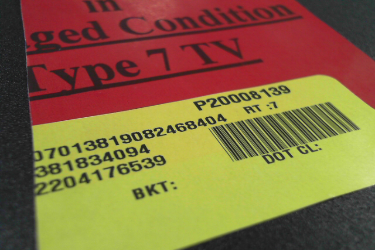 in
ged Condition
Type 7 TV
P20008139
07013819082468404 RT :7
381834094
2204176539
DOT CL:
BKT: